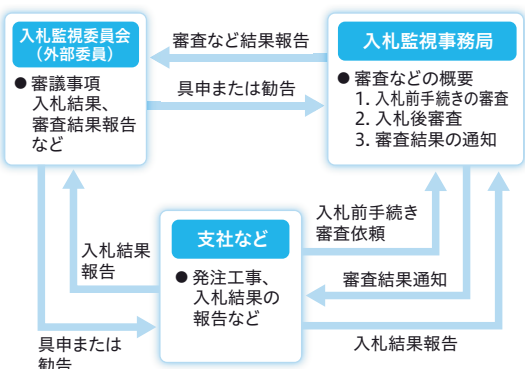 入札監視委員会
（外部委員）
● 審議事項
入札結果、
審査結果報告
など
審査など結果報告
具申または勧告
入札監視事務局
● 審査などの概要
1. 入札前手続きの審査
2. 入札後審査
3. 審査結果の通知
入札結果
報告
具申または
勧告
支社など
● 発注工事、
入札結果の
報告など
入札前手続き
審査依頼
審査結果通知
入札結果報告